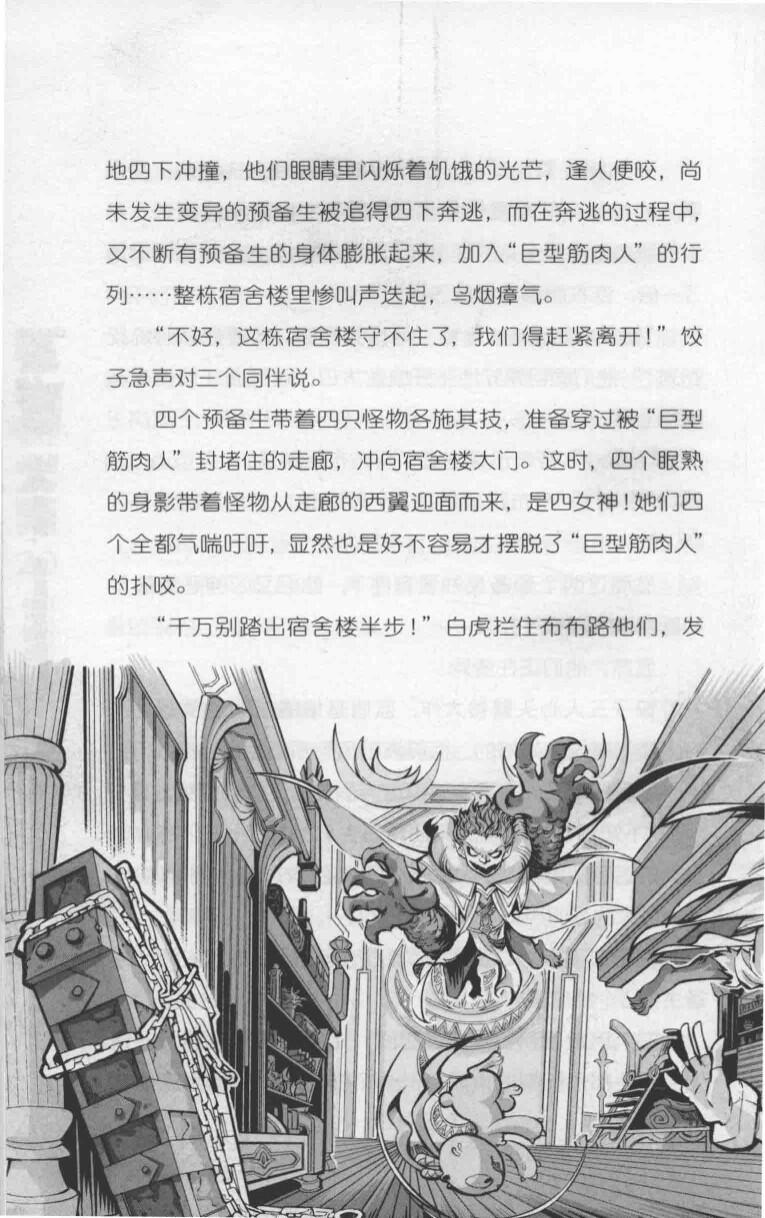 地四下冲撞，他们眼睛里闪烁着饥饿的光芒，逢人便咬，尚
未发生变异的预备生被追得四下奔逃，而在奔逃的过程中，
又不断有预备生的身体膨胀起来，加入“巨型筋肉人”的行
列……整栋宿舍楼里惨叫声迭起，乌烟瘴气。
“不好，这栋宿舍楼守不住了，我们得赶紧离开！”饺
子急声对三个同伴说。
四个预备生带着四只怪物各施其技，准备穿过被“巨型
筋肉人”封堵住的走廊，冲向宿舍楼大门。这时，四个眼熟
的身影带着怪物从走廊的西翼迎面而来，是四女神！她们四
个全都气喘吁吁，显然也是好不容易才摆脱了“巨型筋肉人”
的扑咬。
“千万别踏出宿舍楼半步！”白虎拦住布布路他们，发